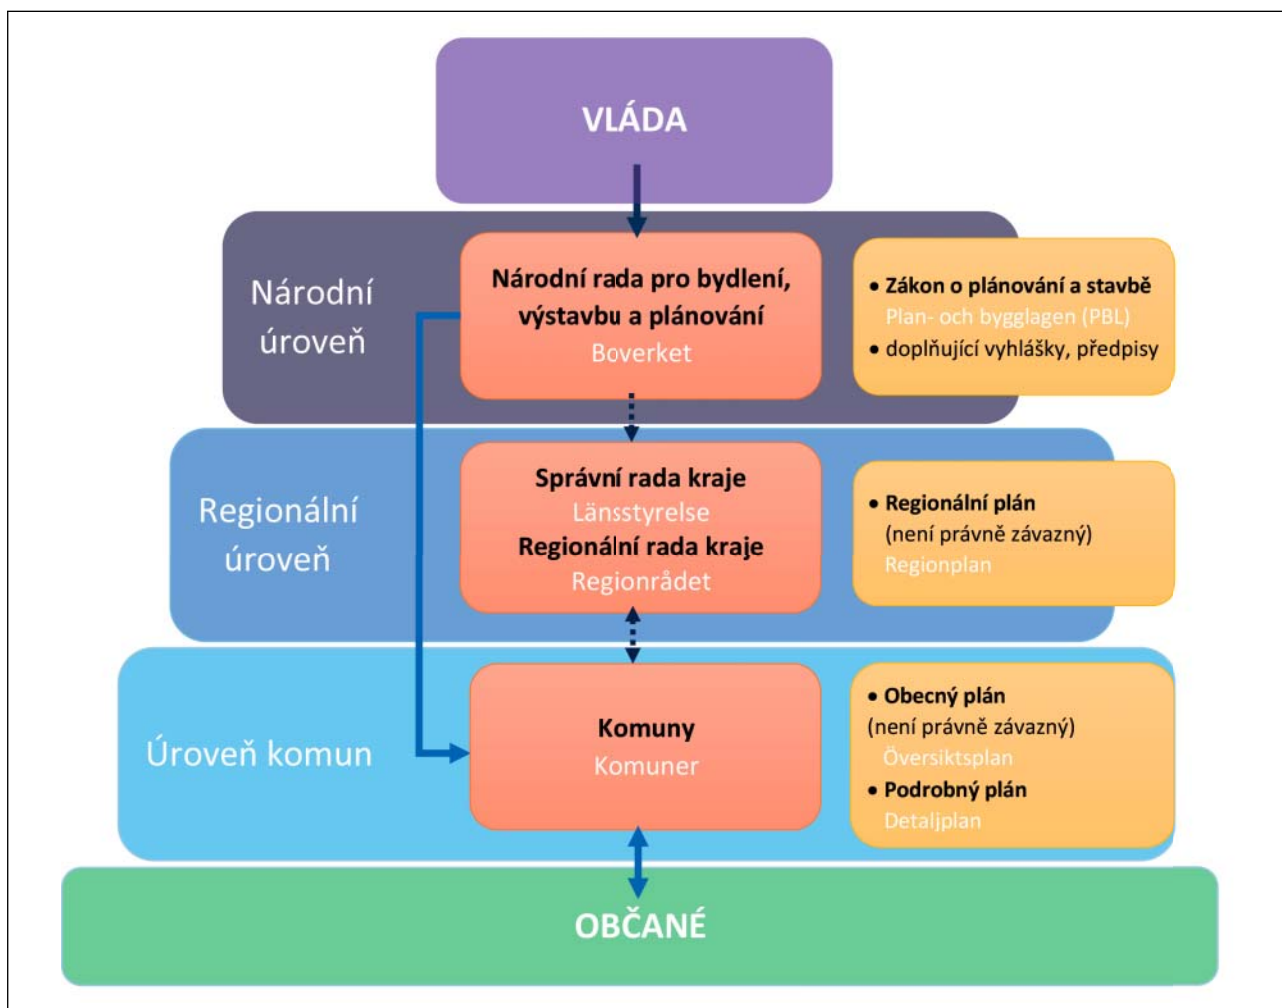 VLÁDA
Národní
úroveň
Národní rada pro bydlení,
výstavbu a plánování
Boverket
• Zákon o plánování a stavbě
Plan- och bygglagen (PBL)
• doplňující vyhlášky, předpisy
Regionální
úroveň
Správní rada kraje
Länsstyrelse
Regionální rada kraje
Regionrådet
• Regionální plán
(není právně závazný)
Regionplan
Úroveň komun
Komuny
Komuner
• Obecný plán
(není právně závazný)
Översiktsplan
• Podrobný plán
Detaljplan
OBČANÉ